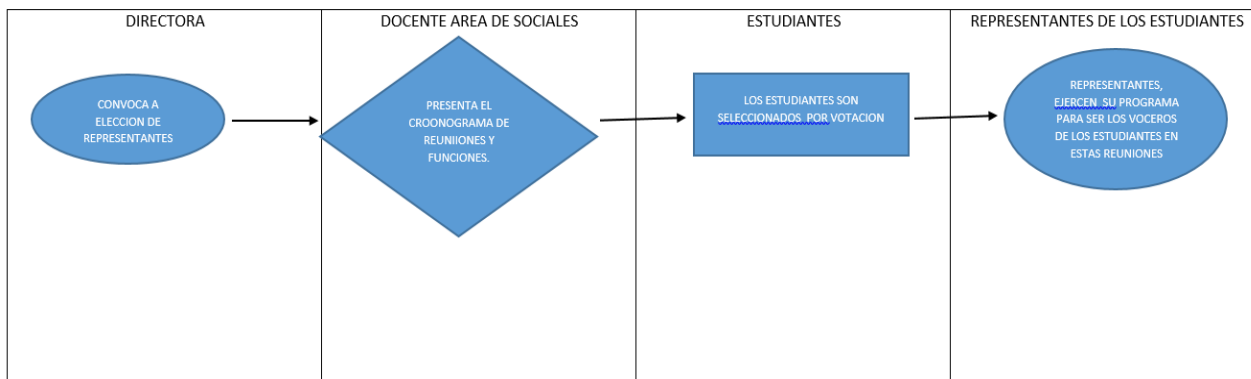 DIRECTORA
DOCENTE AREA DE SOCIALES
ESTUDIANTES
REPRESENTANTES DE LOS ESTUDIANTES
CONVOCA A
ELECCION DE
REPRESENTANTES
PRESENTA EL
CROONOGRAMA DE
REUNIIONES Y
FUNCIONES.
LOS ESTUDIANTES SON
SELECCIONADOS POR VOTACION
REPRESENTANTES,
EJERCEN SU PROGRAMA
PARA SER LOS VOCEROS
DE LOS ESTUDIANTES EN
ESTAS REUNIONES